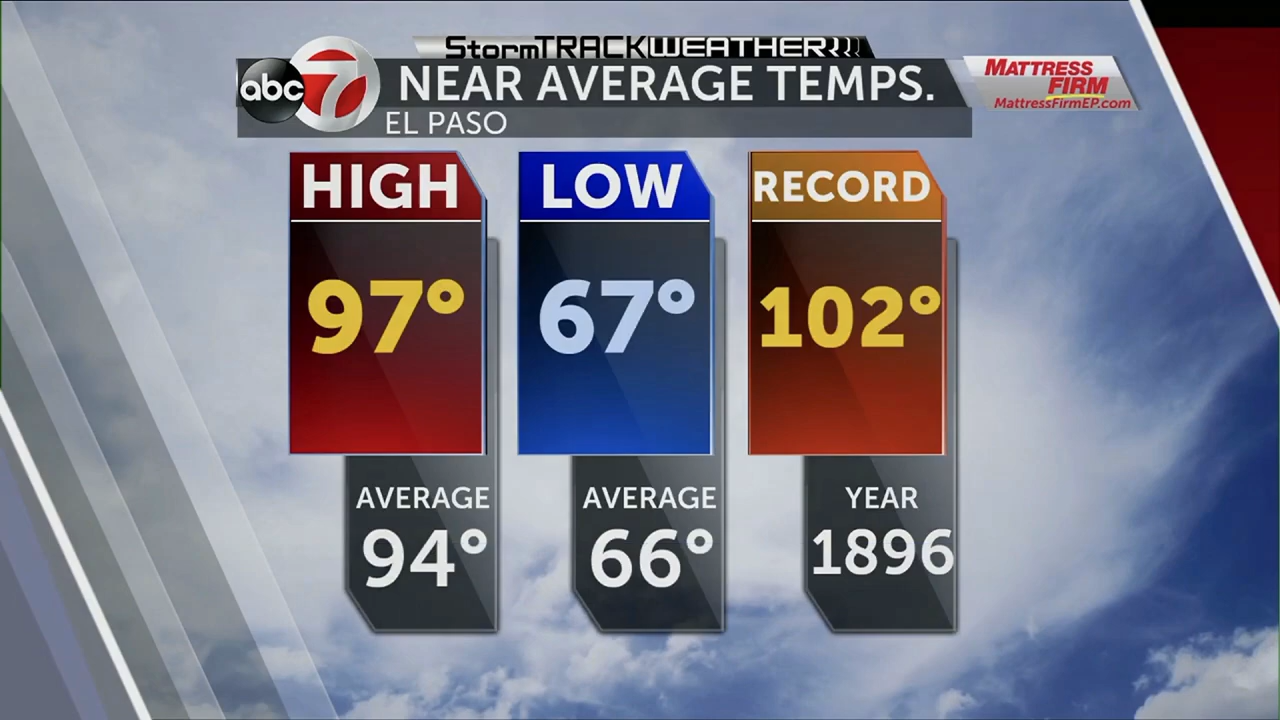 StormTRACKWEATHER
abc 7 NEAR AVERAGE TEMPS.
MATTRESS
FIRM
MattressFirmEP.com
EL PASO
HIGH LOW RECORD
97° 67° 102°
AVERAGE AVERAGE YEAR
94° 66° 1896